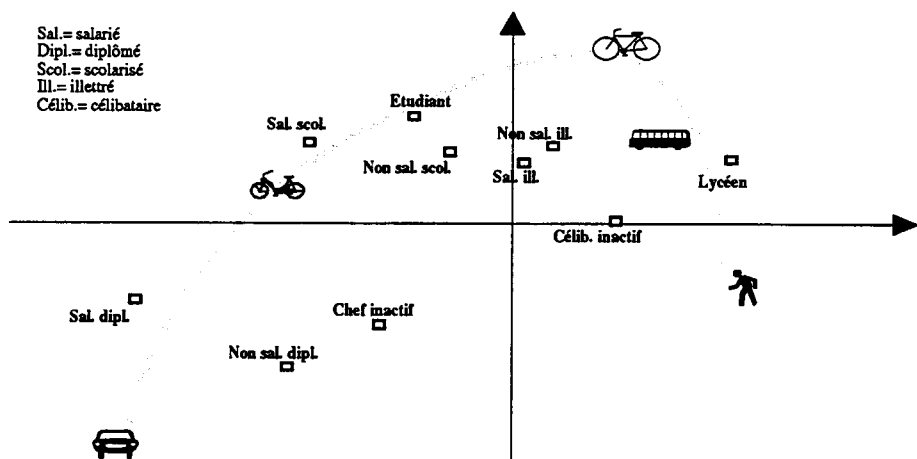 Sal.= salarié
Dipl.= diplômé
Scol.= scolarisé
Ill.= illettré
Célib.= célibataire
Etudiant
Sal. scol.
Non sal. ill.
Non sal. scol.
Sal. ill.
Lycéen
Célib. inactif
Sal. dipl.
Chef inactif
Non sal. dipl.